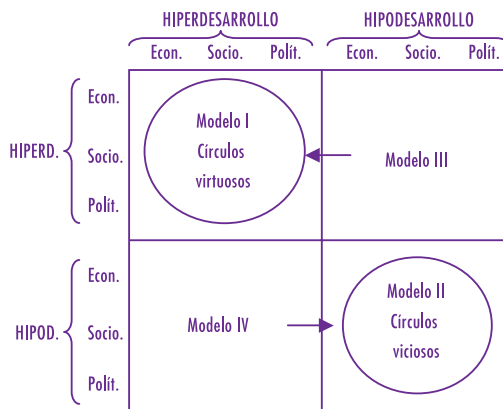 HIPERDESARROLLO HIPODESARROLLO
Econ. Socio. Polít. Econ. Socio. Polít.
Econ.
Modelo I
HIPERD. Socio. Círculos Modelo III
virtuosos
Polít.
Econ.
Modelo II
HIPOD. Socio. Modelo IV Círculos
viciosos
Polít.